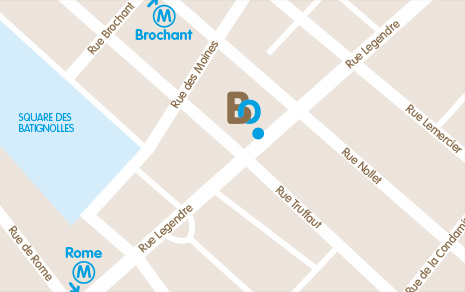 M
Brochant
Rue Brochant
Rue des Moines
Rue Legendre
BO
SQUARE DES
BATIGNOLLES
Rue Lemercier
Rue Nollet
Rue Truffaut
Rue Legendre
Rue de Rome
Rome
M
Rue de la Condamin